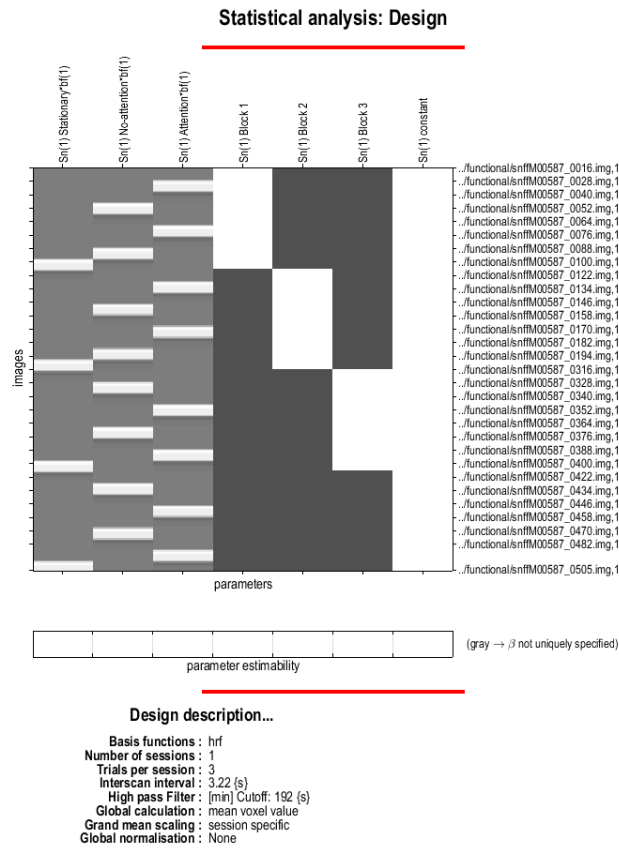 Statistical analysis: Design
Sn(1) Stationary*bf(1)
Sn(1) No-attention*bf(1)
Sn(1) Attention*bf(1)
Sn(1) Block 1
Sn(1) Block 2
Sn(1) Block 3
Sn(1) constant
images
../functional/snffM00587_0016.img,1
../functional/snffM00587_0028.img,1
../functional/snffM00587_0040.img,1
../functional/snffM00587_0052.img,1
../functional/snffM00587_0064.img,1
../functional/snffM00587_0076.img,1
../functional/snffM00587_0088.img,1
../functional/snffM00587_0100.img,1
../functional/snffM00587_0122.img,1
../functional/snffM00587_0134.img,1
../functional/snffM00587_0146.img,1
../functional/snffM00587_0158.img,1
../functional/snffM00587_0170.img,1
../functional/snffM00587_0182.img,1
../functional/snffM00587_0194.img,1
../functional/snffM00587_0316.img,1
../functional/snffM00587_0328.img,1
../functional/snffM00587_0340.img,1
../functional/snffM00587_0352.img,1
../functional/snffM00587_0364.img,1
../functional/snffM00587_0376.img,1
../functional/snffM00587_0388.img,1
../functional/snffM00587_0400.img,1
../functional/snffM00587_0422.img,1
../functional/snffM00587_0434.img,1
../functional/snffM00587_0446.img,1
../functional/snffM00587_0458.img,1
../functional/snffM00587_0470.img,1
../functional/snffM00587_0482.img,1
../functional/snffM00587_0505.img,1
parameters
(gray → β not uniquely specified)
parameter estimability
Design description...
Basis functions : hrf
Number of sessions : 1
Trials per session : 3
Interscan interval : 3.22 {s}
High pass Filter : [min] Cutoff: 192 {s}
Global calculation : mean voxel value
Grand mean scaling : session specific
Global normalisation : None